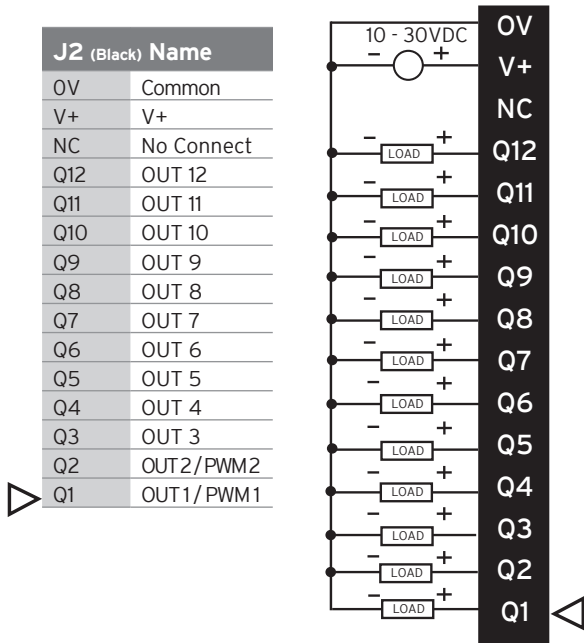 J2 (Black) Name
0V Common
V+ V+
NC No Connect
Q12 OUT 12
Q11 OUT 11
Q10 OUT 10
Q9 OUT 9
Q8 OUT 8
Q7 OUT 7
Q6 OUT 6
Q5 OUT 5
Q4 OUT 4
Q3 OUT 3
Q2 OUT2/PWM2
Q1 OUT1/PWM1
0V
10 - 30VDC
- + V+
NC
- LOAD + Q12
- LOAD + Q11
- LOAD + Q10
- LOAD + Q9
- LOAD + Q8
- LOAD + Q7
- LOAD + Q6
- LOAD + Q5
- LOAD + Q4
- LOAD + Q3
- LOAD + Q2
- LOAD + Q1